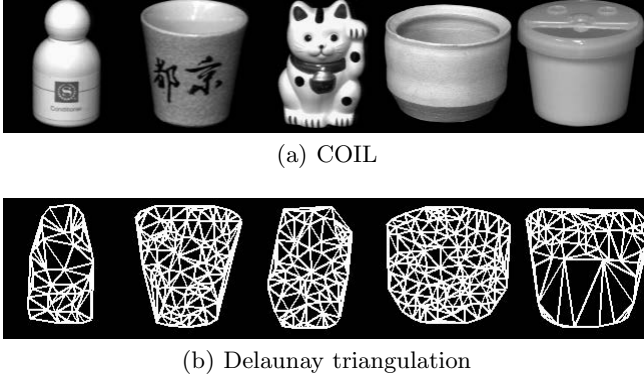 Conditioner
都 京
(a) COIL
(b) Delaunay triangulation